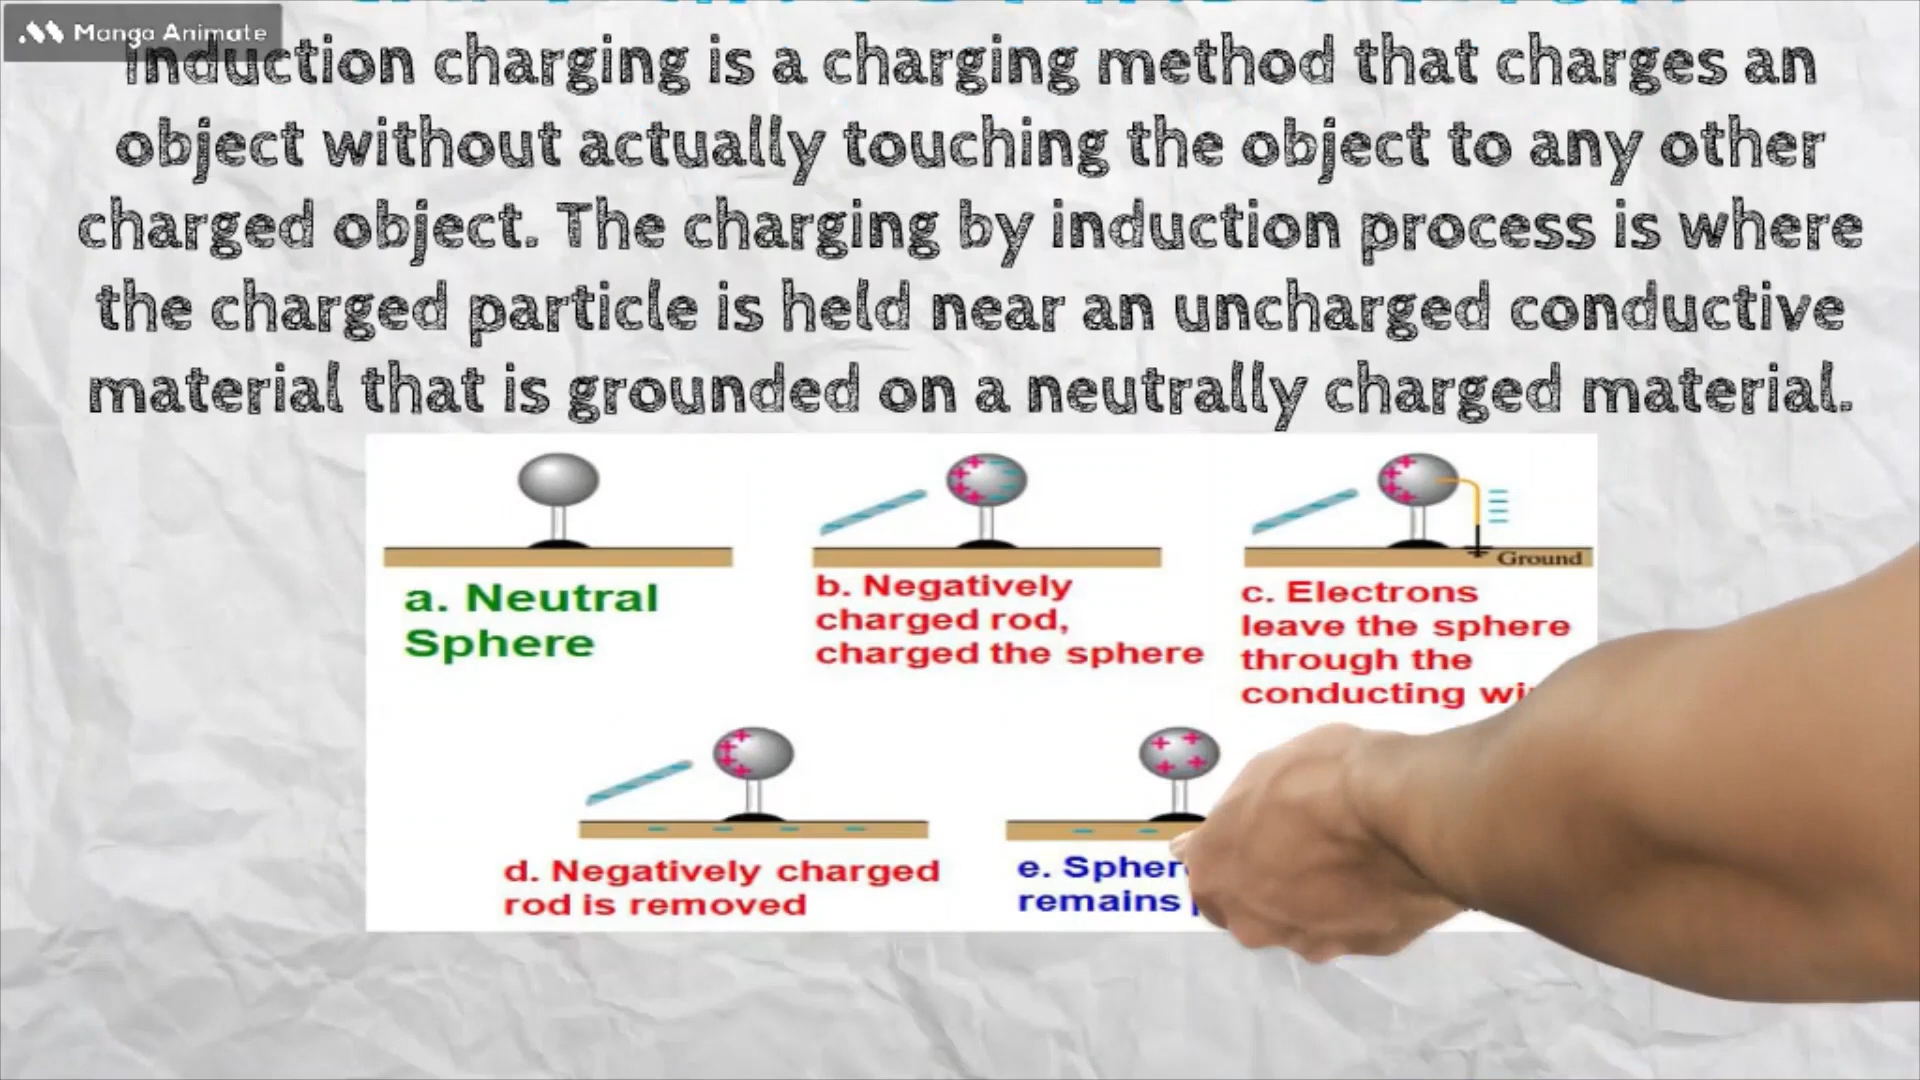 Manga Animate
Induction charging is a charging method that charges an
object without actually touching the object to any other
charged object. The charging by induction process is where
the charged particle is held near an uncharged conductive
material that is grounded on a neutrally charged material.
Ground
a. Neutral
Sphere
b. Negatively
charged rod,
charged the sphere
c. Electrons
leave the sphere
through the
conducting
d. Negatively charged
rod is removed
e.
remains